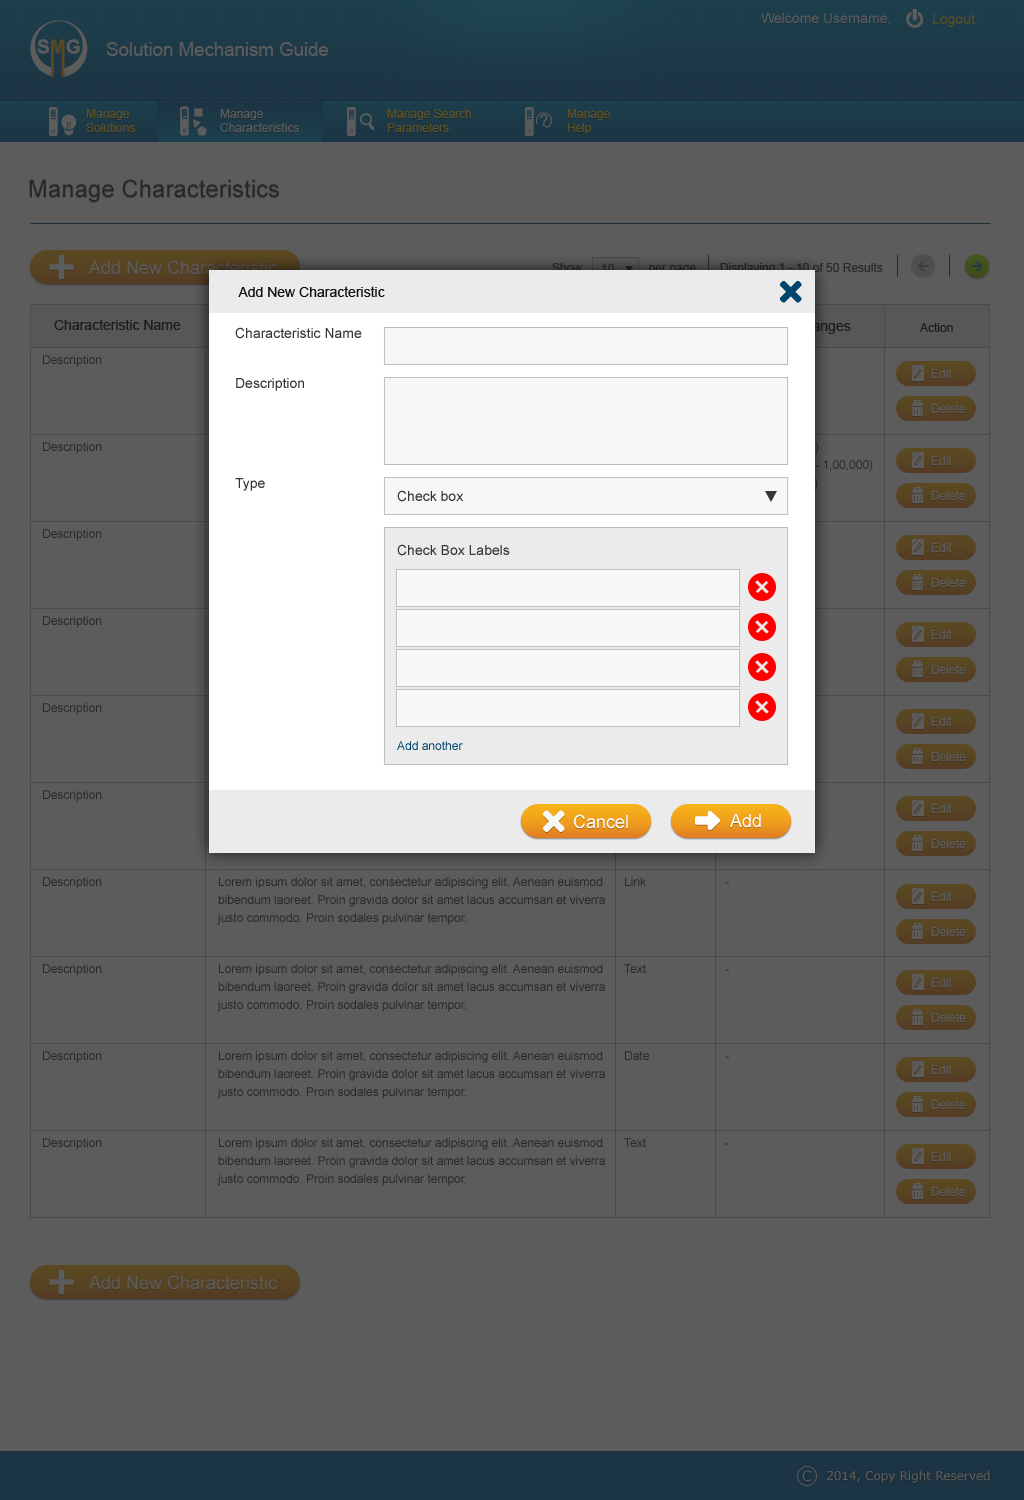 Welcome Username,
Logout
SMG
Solution Mechanism Guide
Manage
Solutions
Manage
Characteristics
Manage Search
Parameters
Manage
Help
Manage Characteristics
Add New Characteristic
Show 10 per page
Displaying 1 - 10 of 50 Results
Add New Characteristic
Characteristic Name
Description
Type
Check box
Check Box Labels
Add another
Cancel
Add
Characteristic Name
anges
Action
Description
Edit
Delete
Description
)
- 1,00,000)
)
Edit
Delete
Description
Edit
Delete
Description
Edit
Delete
Description
Edit
Delete
Description
Edit
Delete
Description
Lorem ipsum dolor sit amet, consectetur adipiscing elit. Aenean euismod
bibendum laoreet. Proin gravida dolor sit amet lacus accumsan et viverra
justo commodo. Proin sodales pulvinar tempor.
Link
-
Edit
Delete
Description
Lorem ipsum dolor sit amet, consectetur adipiscing elit. Aenean euismod
bibendum laoreet. Proin gravida dolor sit amet lacus accumsan et viverra
justo commodo. Proin sodales pulvinar tempor.
Text
-
Edit
Delete
Description
Lorem ipsum dolor sit amet, consectetur adipiscing elit. Aenean euismod
bibendum laoreet. Proin gravida dolor sit amet lacus accumsan et viverra
justo commodo. Proin sodales pulvinar tempor.
Date
-
Edit
Delete
Description
Lorem ipsum dolor sit amet, consectetur adipiscing elit. Aenean euismod
bibendum laoreet. Proin gravida dolor sit amet lacus accumsan et viverra
justo commodo. Proin sodales pulvinar tempor.
Text
-
Edit
Delete
Add New Characteristic
© 2014, Copy Right Reserved